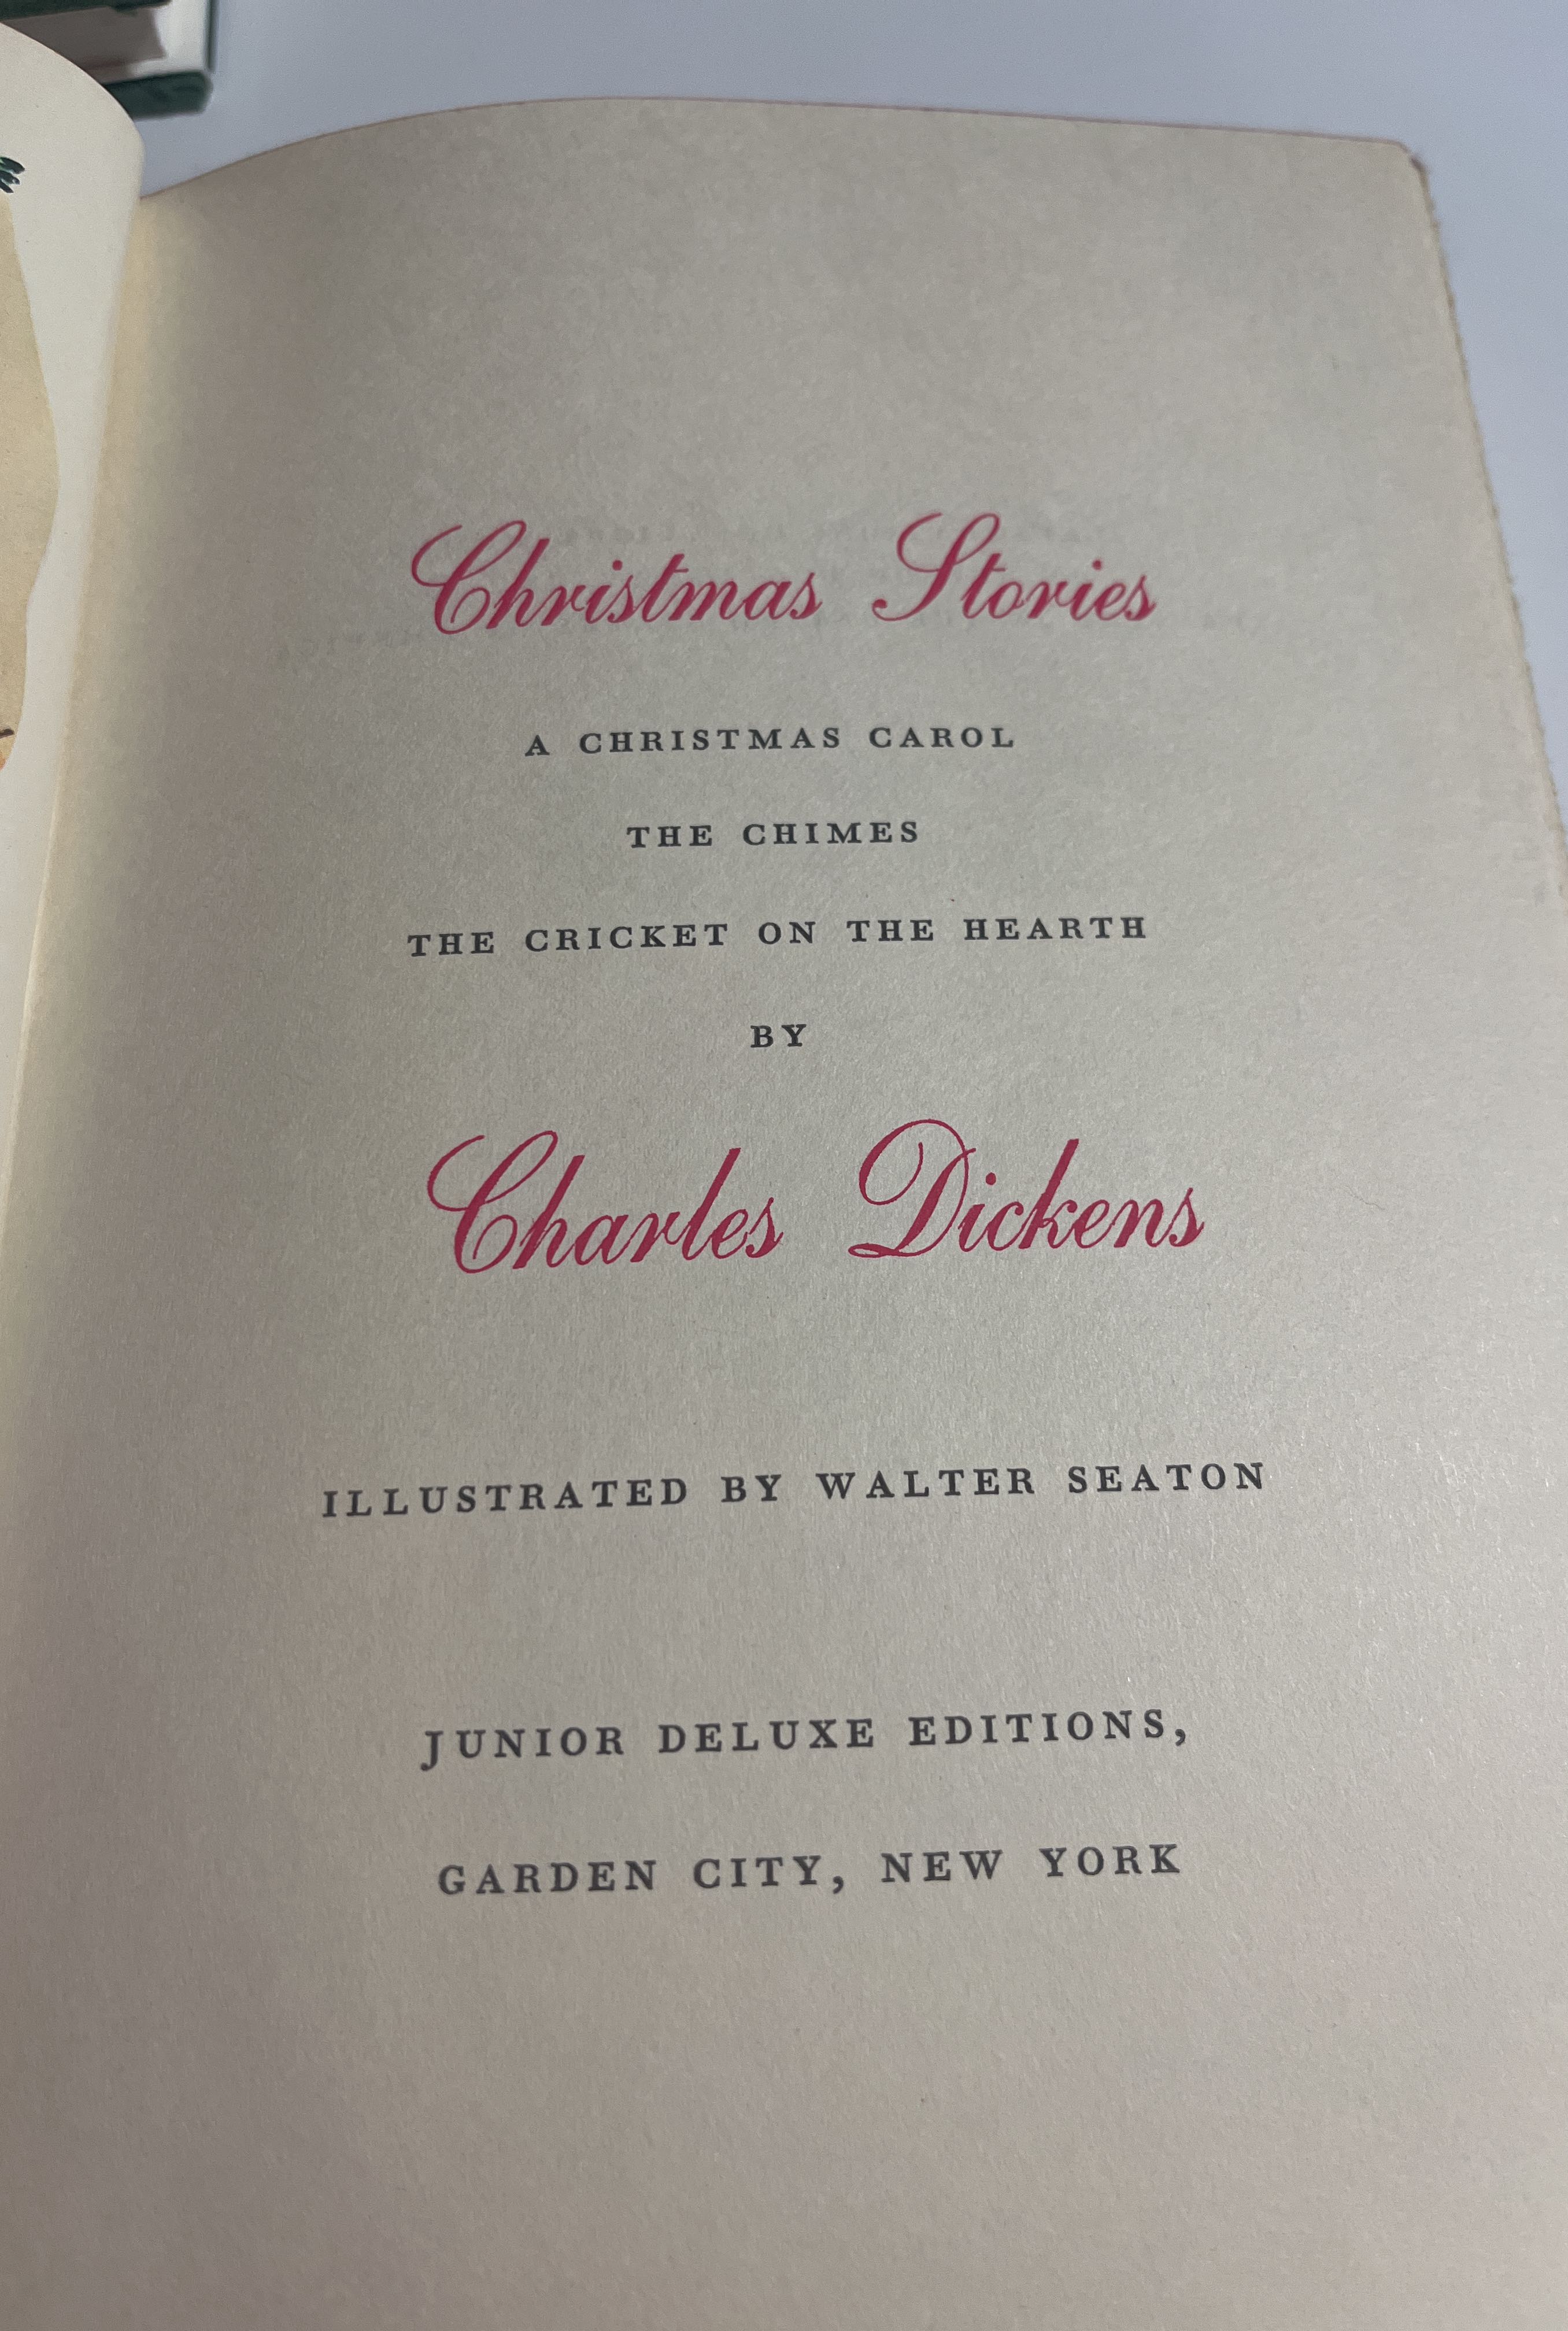 Christmas Stories
A CHRISTMAS CAROL
THE CHIMES
THE CRICKET ON THE HEARTH
BY
Charles Dickens
ILLUSTRATED BY WALTER SEATON
JUNIOR DELUXE EDITIONS,
GARDEN CITY, NEW YORK